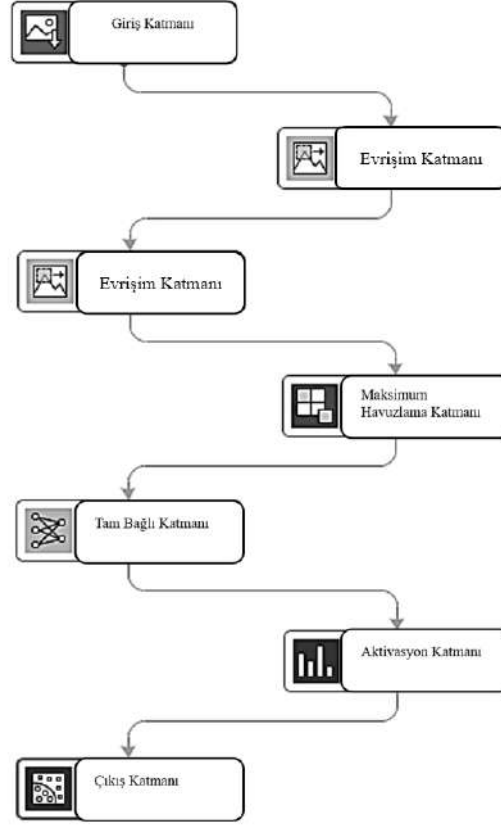 Giriş Katmanı
Evrişim Katmanı
Evrişim Katmanı
Maksimum
Havuzlama Katmanı
Tam Bağlı Katmanı
Aktivasyon Katmanı
Çıkış Katmanı